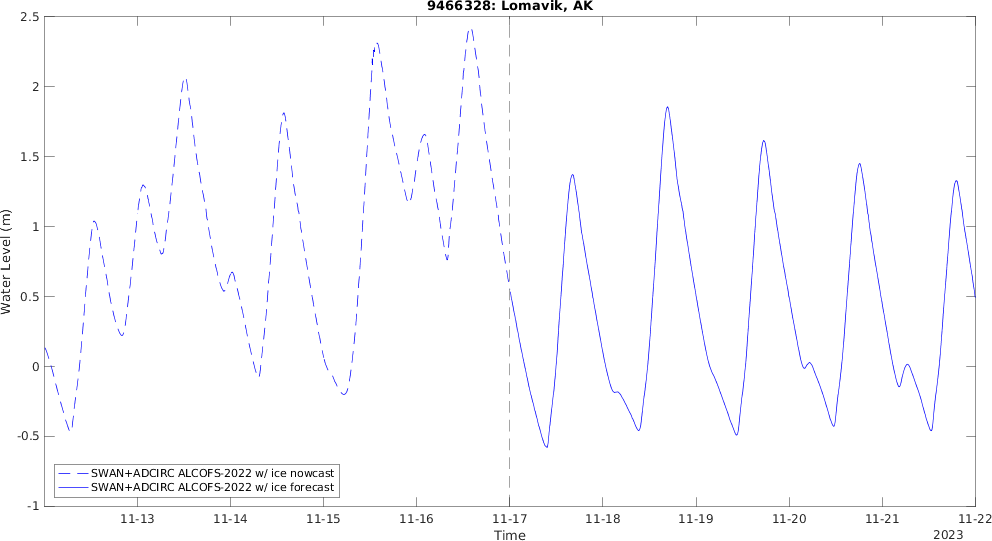 9466328: Lomavik, AK
Water Level (m)
2.5
2
1.5
1
0.5
0
-0.5
-1
SWAN+ADCIRC ALCOFS-2022 w/ ice nowcast
SWAN+ADCIRC ALCOFS-2022 w/ ice forecast
11-13 11-14 11-15 11-16 11-17 11-18 11-19 11-20 11-21 11-22
Time
2023